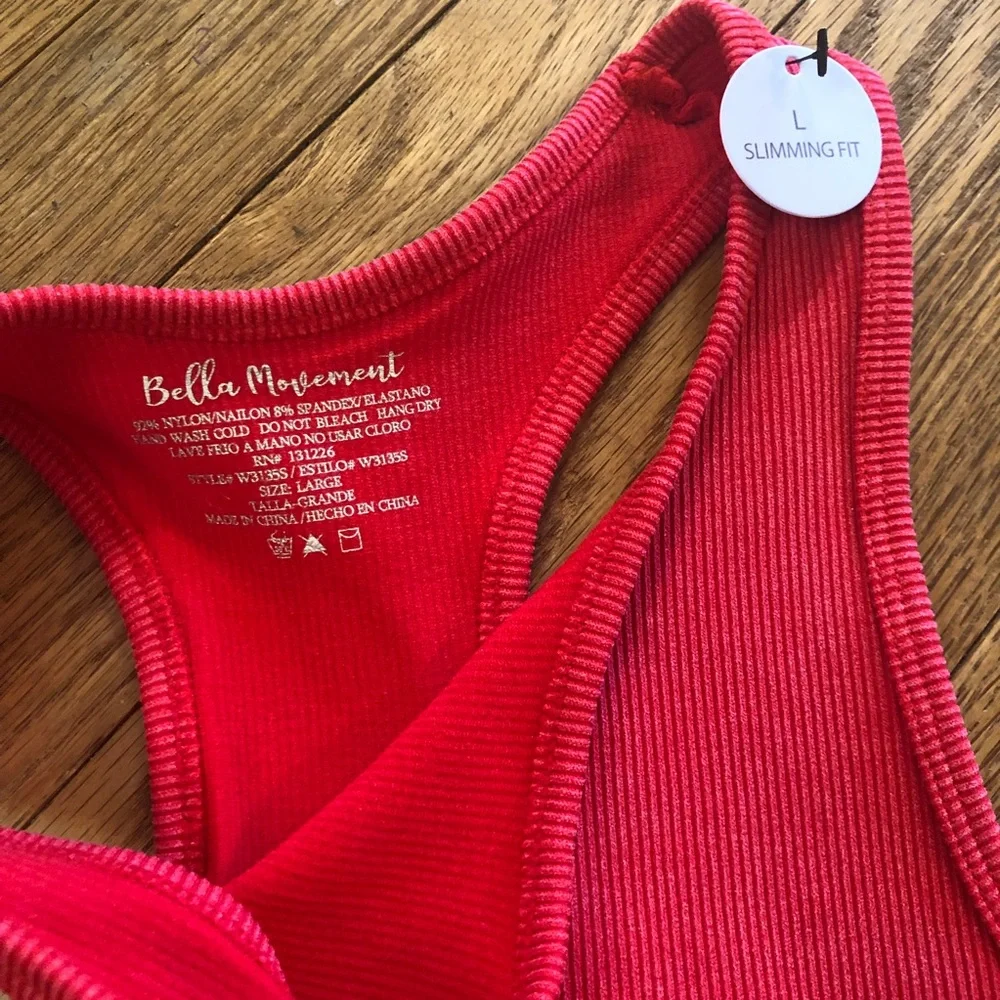 L
SLIMMING FIT
Bella Movement
92% NYLON/NAILON 8% SPANDEX/ELASTANO
HAND WASH COLD DO NOT BLEACH HANG DRY
LAVE FRIO A MANO NO USAR CLORO
RN# 131226
STYLE# W3135S / ESTILO# W3135S
SIZE: LARGE
TALLA-GRANDE
MADE IN CHINA /HECHO EN CHINA